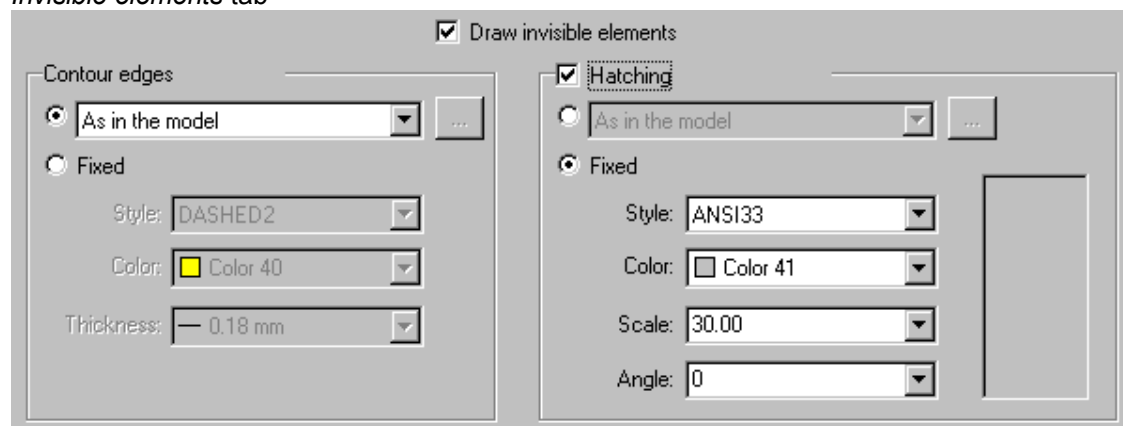 Invisible elements tab
Draw invisible elements
Contour edges
As in the model
...
Fixed
Style: DASHED2
Color: Color 40
Thickness: 0.18 mm
Hatching
As in the model
...
Fixed
Style: ANSI33
Color: Color 41
Scale: 30.00
Angle: 0